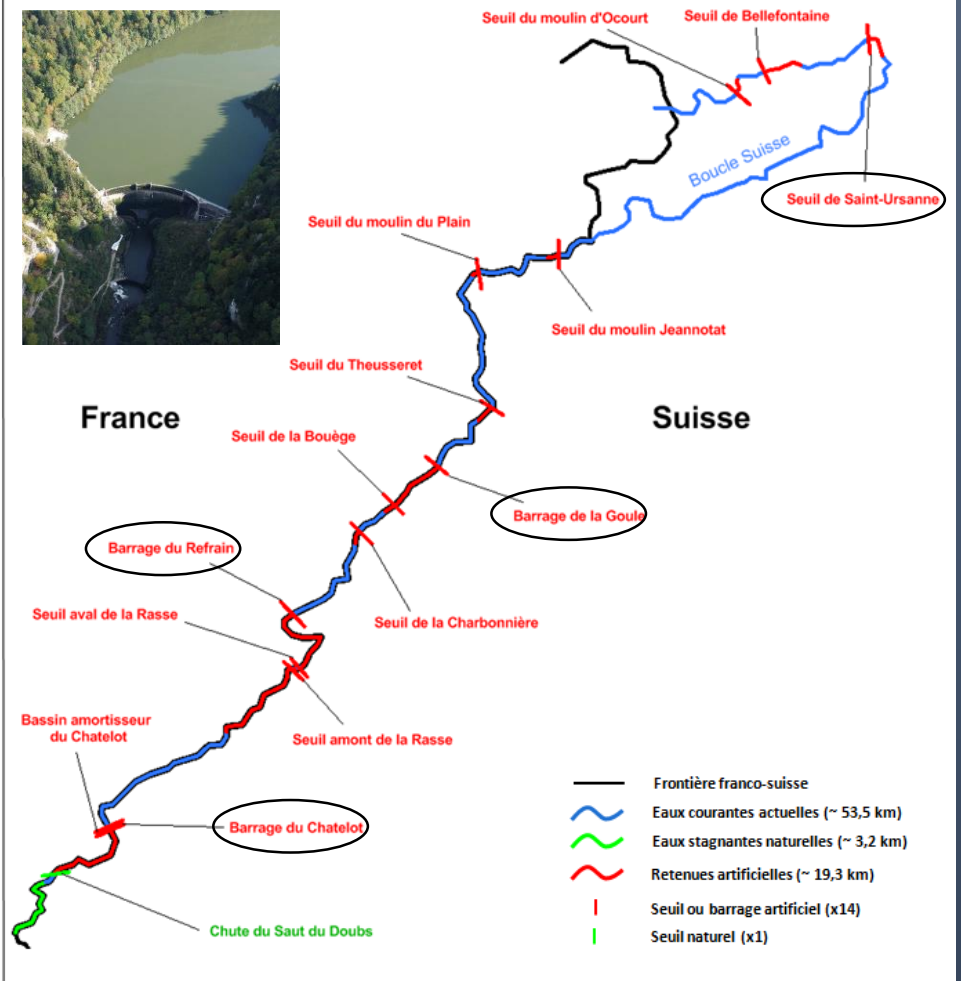 Seuil du moulin d'Ocourt
Seuil de Bellefontaine
Boucle Suisse
Seuil de Saint-Ursanne
Seuil du moulin du Plain
Seuil du moulin Jeannotat
Seuil du Theusseret
France
Suisse
Seuil de la Bouège
Barrage de la Goule
Barrage du Refrain
Seuil aval de la Rasse
Seuil de la Charbonnière
Bassin amortisseur
du Chatelot
Seuil amont de la Rasse
Barrage du Chatelot
Chute du Saut du Doubs
Frontière franco-suisse
Eaux courantes actuelles (~ 53,5 km)
Eaux stagnantes naturelles (~ 3,2 km)
Retenues artificielles (~ 19,3 km)
Seuil ou barrage artificiel (x14)
Seuil naturel (x1)